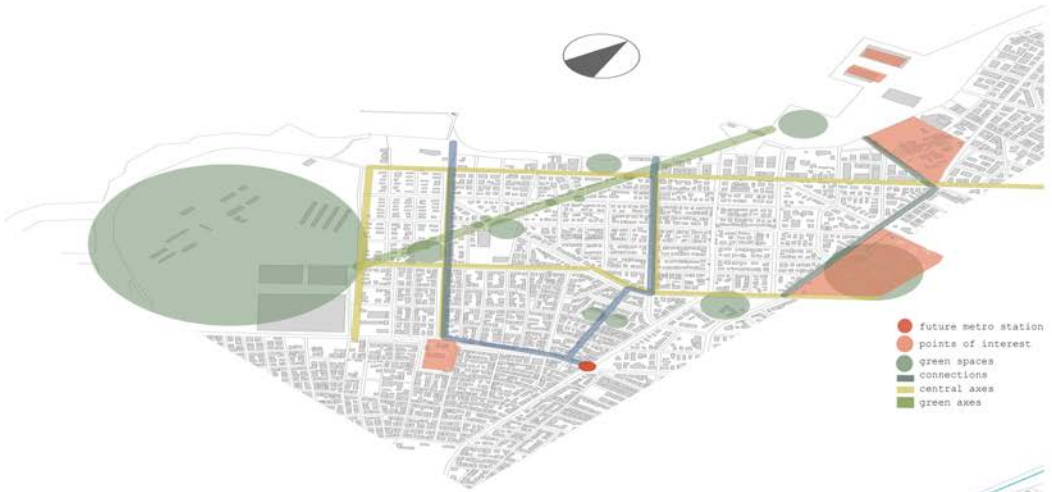 future metro station
points of interest
green spaces
connections
central axes
green axes